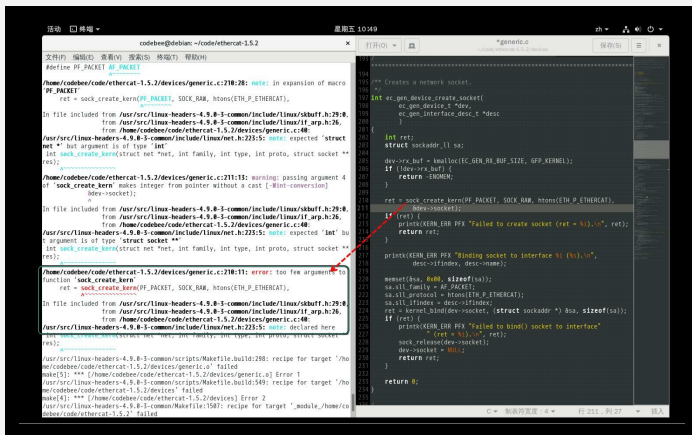 活动 终端 ▾
星期五 10:49
zh ▾
codebee@debian: ~/code/ethercat-1.5.2
×
文件(F) 编辑(E) 查看(V) 搜索(S) 终端(T) 帮助(H)
#define PF_PACKET AF_PACKET
^
/home/codebee/code/ethercat-1.5.2/devices/generic.c:210:28: note: in expansion of macro
'PF_PACKET'
ret = sock_create_kern(PF_PACKET, SOCK_RAW, htons(ETH_P_ETHERCAT),
^~~~~~~~~
In file included from /usr/src/linux-headers-4.9.0-3-common/include/linux/skbuff.h:29:0,
from /usr/src/linux-headers-4.9.0-3-common/include/linux/if_arp.h:26,
from /home/codebee/code/ethercat-1.5.2/devices/generic.c:40:
/usr/src/linux-headers-4.9.0-3-common/include/linux/net.h:223:5: note: expected 'struct
net *' but argument is of type 'int'
int sock_create_kern(struct net *net, int family, int type, int proto, struct socket **
res);
^~~~~~~~~~~~~~~~
/home/codebee/code/ethercat-1.5.2/devices/generic.c:211:13: warning: passing argument 4
of 'sock_create_kern' makes integer from pointer without a cast [-Wint-conversion]
&dev->socket);
^
In file included from /usr/src/linux-headers-4.9.0-3-common/include/linux/skbuff.h:29:0,
from /usr/src/linux-headers-4.9.0-3-common/include/linux/if_arp.h:26,
from /home/codebee/code/ethercat-1.5.2/devices/generic.c:40:
/usr/src/linux-headers-4.9.0-3-common/include/linux/net.h:223:5: note: expected 'int' bu
t argument is of type 'struct socket **'
int sock_create_kern(struct net *net, int family, int type, int proto, struct socket **
res);
^~~~~~~~~~~~~~~~
/home/codebee/code/ethercat-1.5.2/devices/generic.c:210:11: error: too few arguments to
function 'sock_create_kern'
ret = sock_create_kern(PF_PACKET, SOCK_RAW, htons(ETH_P_ETHERCAT),
^~~~~~~~~~~~~~~~
In file included from /usr/src/linux-headers-4.9.0-3-common/include/linux/skbuff.h:29:0,
from /usr/src/linux-headers-4.9.0-3-common/include/linux/if_arp.h:26,
from /home/codebee/code/ethercat-1.5.2/devices/generic.c:40:
/usr/src/linux-headers-4.9.0-3-common/include/linux/net.h:223:5: note: declared here
int sock_create_kern(struct net *net, int family, int type, int proto, struct socket **
res);
^~~~~~~~~~~~~~~~
/usr/src/linux-headers-4.9.0-3-common/scripts/Makefile.build:298: recipe for target '/ho
me/codebee/code/ethercat-1.5.2/devices/generic.o' failed
make[5]: *** [/home/codebee/code/ethercat-1.5.2/devices/generic.o] Error 1
/usr/src/linux-headers-4.9.0-3-common/scripts/Makefile.build:549: recipe for target '/ho
me/codebee/code/ethercat-1.5.2/devices' failed
make[4]: *** [/home/codebee/code/ethercat-1.5.2/devices] Error 2
/usr/src/linux-headers-4.9.0-3-common/Makefile:1507: recipe for target '_module_/home/co
debee/code/ethercat-1.5.2' failed
打开(O) ▾
*generic.c
~/code/ethercat-1.5.2/devices
保存(S)
×
/** Creates a network socket.
*/
int ec_gen_device_create_socket(
ec_gen_device_t *dev,
ec_gen_interface_desc_t *desc
)
{
int ret;
struct sockaddr_ll sa;
dev->rx_buf = kmalloc(EC_GEN_RX_BUF_SIZE, GFP_KERNEL);
if (!dev->rx_buf) {
return -ENOMEM;
}
210 ret = sock_create_kern(PF_PACKET, SOCK_RAW, htons(ETH_P_ETHERCAT),
211 &dev->socket);
if (ret) {
printk(KERN_ERR PFX "Failed to create socket (ret = %i).\n", ret);
return ret;
}
printk(KERN_ERR PFX "Binding socket to interface %i (%s).\n",
desc->ifindex, desc->name);
memset(&sa, 0x00, sizeof(sa));
sa.sll_family = AF_PACKET;
sa.sll_protocol = htons(ETH_P_ETHERCAT);
sa.sll_ifindex = desc->ifindex;
ret = kernel_bind(dev->socket, (struct sockaddr *) &sa, sizeof(sa));
if (ret) {
printk(KERN_ERR PFX "Failed to bind() socket to interface"
" (ret = %i).\n", ret);
sock_release(dev->socket);
dev->socket = NULL;
return ret;
}
return 0;
}
C ▾ 制表符宽度：4 ▾ 行 211，列 27 ▾ 插入